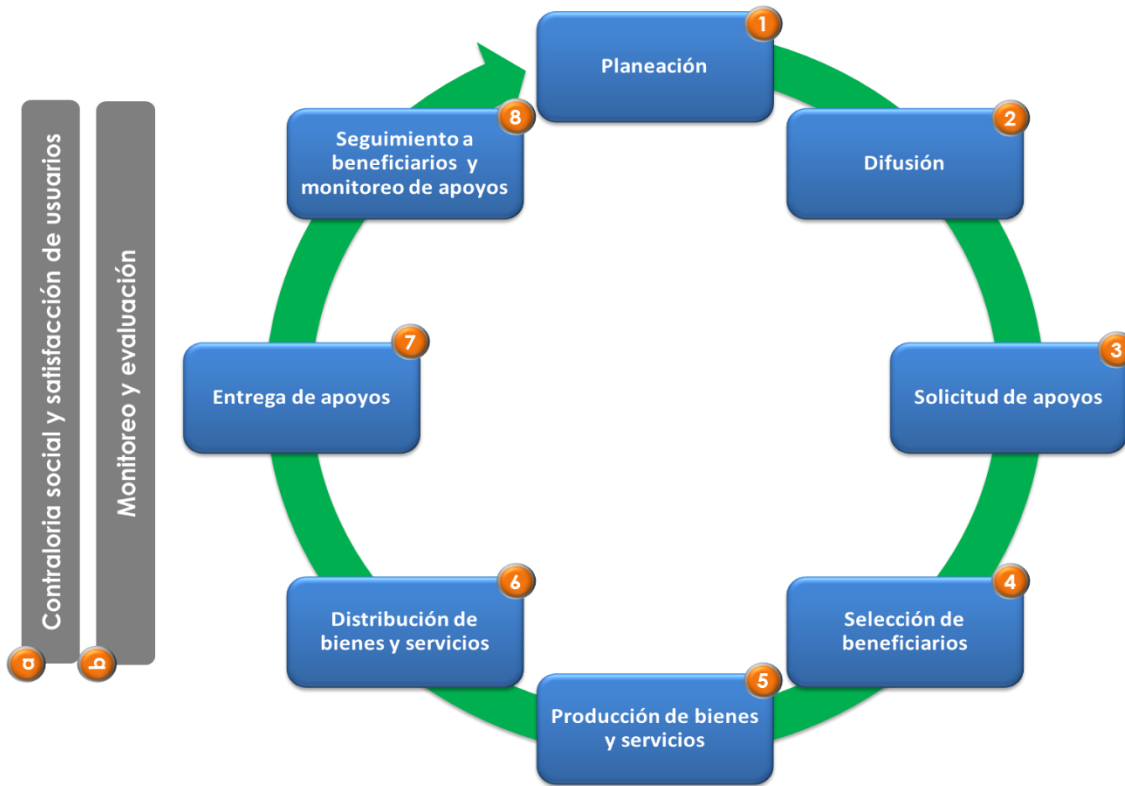 1
Planeación
2
Difusión
3
Solicitud de apoyos
4
Selección de
beneficiarios
5
Producción de bienes
y servicios
6
Distribución de
bienes y servicios
7
Entrega de apoyos
8
Seguimiento a
beneficiarios y
monitoreo de apoyos
a
Contraloria social y satisfacción de usuarios
b
Monitoreo y evaluación